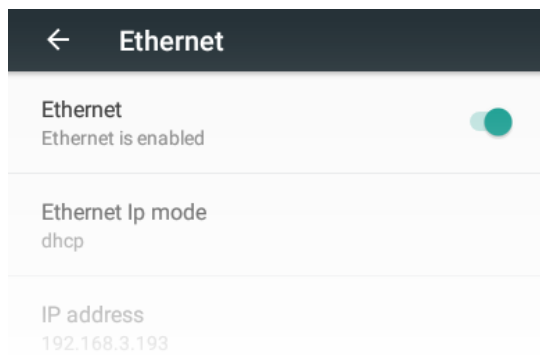 Ethernet
Ethernet
Ethernet is enabled
Ethernet Ip mode
dhcp
IP address
192.168.3.193